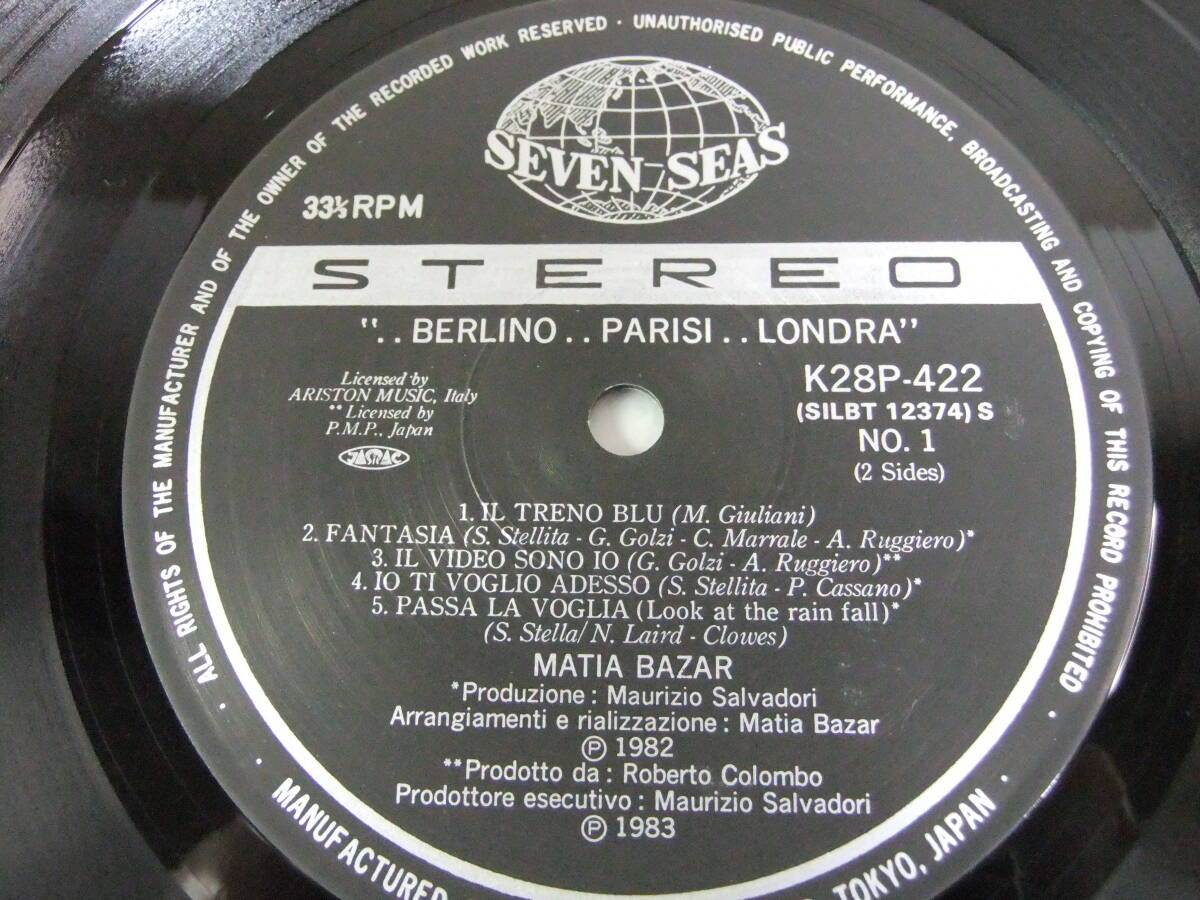 ALL RIGHTS OF THE MANUFACTURER AND OF THE OWNER OF THE RECORDED WORK RESERVED · UNAUTHORISED PUBLIC PERFORMANCE, BROADCASTING AND COPYING OF THIS RECORD PROHIBITED ·
SEVEN SEAS
33⅓ RPM
STEREO
"..BERLINO..PARISI..LONDRA"
Licensed by
ARISTON MUSIC, Italy
**Licensed by
P.M.P., Japan
JASRAC
K28P-422
(SILBT 12374) S
NO. 1
(2 Sides)
1. IL TRENO BLU (M. Giuliani)
2. FANTASIA (S. Stellita - G. Golzi - C. Marrale - A. Ruggiero)*
3. IL VIDEO SONO IO (G. Golzi - A. Ruggiero)**
4. IO TI VOGLIO ADESSO (S. Stellita - P. Cassano)*
5. PASSA LA VOGLIA (Look at the rain fall)*
(S. Stella/N. Laird - Clowes)
MATIA BAZAR
*Produzione : Maurizio Salvadori
Arrangiamenti e rializzazione : Matia Bazar
Ⓟ 1982
**Prodotto da : Roberto Colombo
Prodottore esecutivo : Maurizio Salvadori
Ⓟ 1983
· MANUFACTURED
TOKYO, JAPAN ·